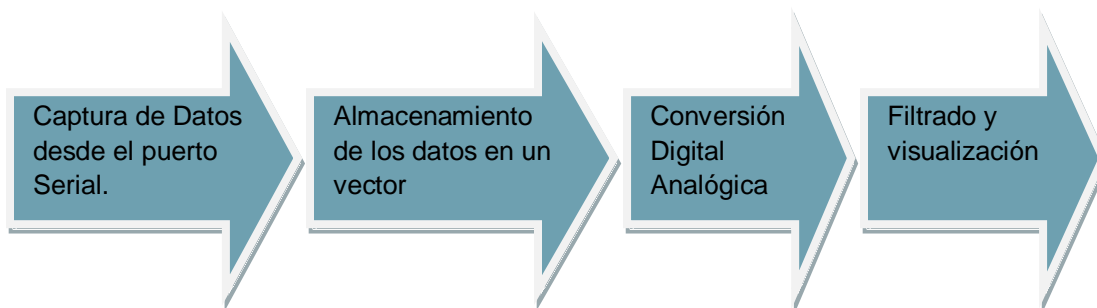 Captura de Datos
desde el puerto
Serial.
Almacenamiento
de los datos en un
vector
Conversión
Digital
Analógica
Filtrado y
visualización